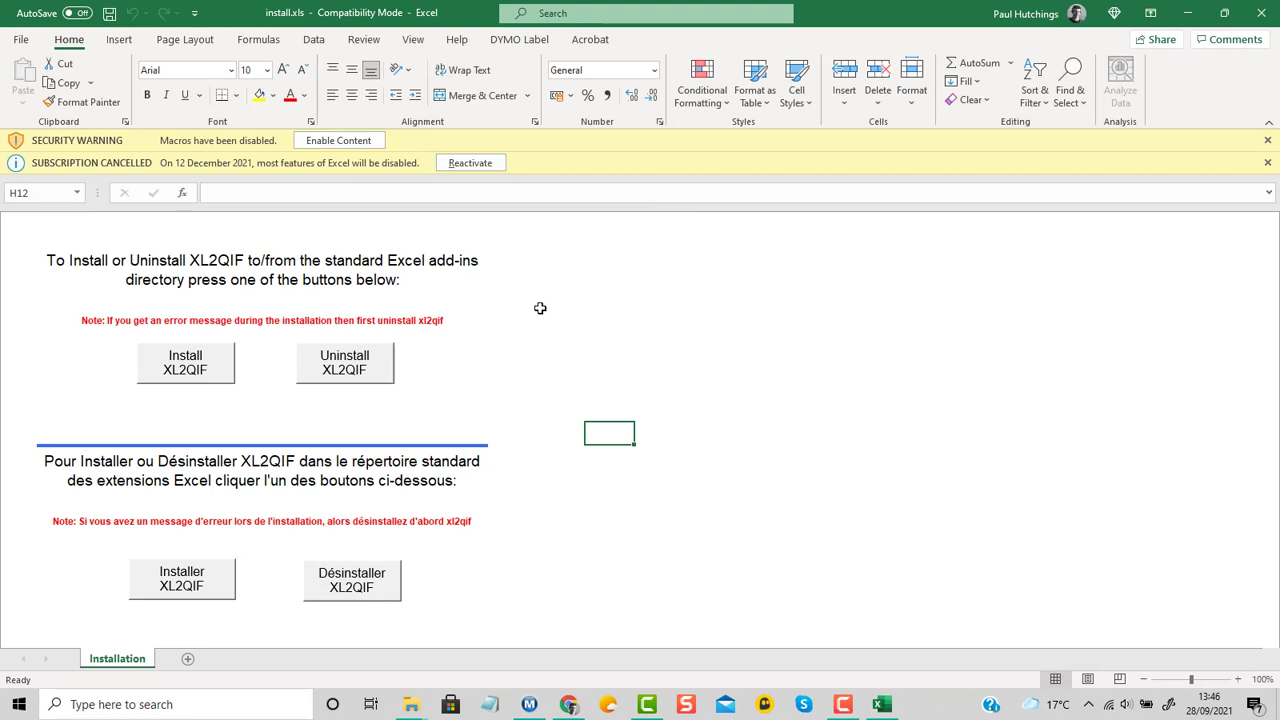 AutoSave Off
install.xls - Compatibility Mode - Excel
Search
Paul Hutchings
File Home Insert Page Layout Formulas Data Review View Help DYMO Label Acrobat
Share Comments
Paste
Cut
Copy
Format Painter
Clipboard
Arial 10
B I U
Font
Wrap Text
Merge & Center
Alignment
General
Number
Conditional
Formatting
Format as
Table
Cell
Styles
Styles
Insert Delete Format
Cells
AutoSum
Fill
Clear
Sort &
Filter
Find &
Select
Editing
Analyze
Data
Analysis
SECURITY WARNING Macros have been disabled. Enable Content
SUBSCRIPTION CANCELLED On 12 December 2021, most features of Excel will be disabled. Reactivate
H12
To Install or Uninstall XL2QIF to/from the standard Excel add-ins
directory press one of the buttons below:
Note: If you get an error message during the installation then first uninstall xl2qif
Install
XL2QIF
Uninstall
XL2QIF
Pour Installer ou Désinstaller XL2QIF dans le répertoire standard
des extensions Excel cliquer l'un des boutons ci-dessous:
Note: Si vous avez un message d'erreur lors de l'installation, alors désinstallez d'abord xl2qif
Installer
XL2QIF
Désinstaller
XL2QIF
Installation
Ready
100%
Type here to search
17°C
13:46
28/09/2021